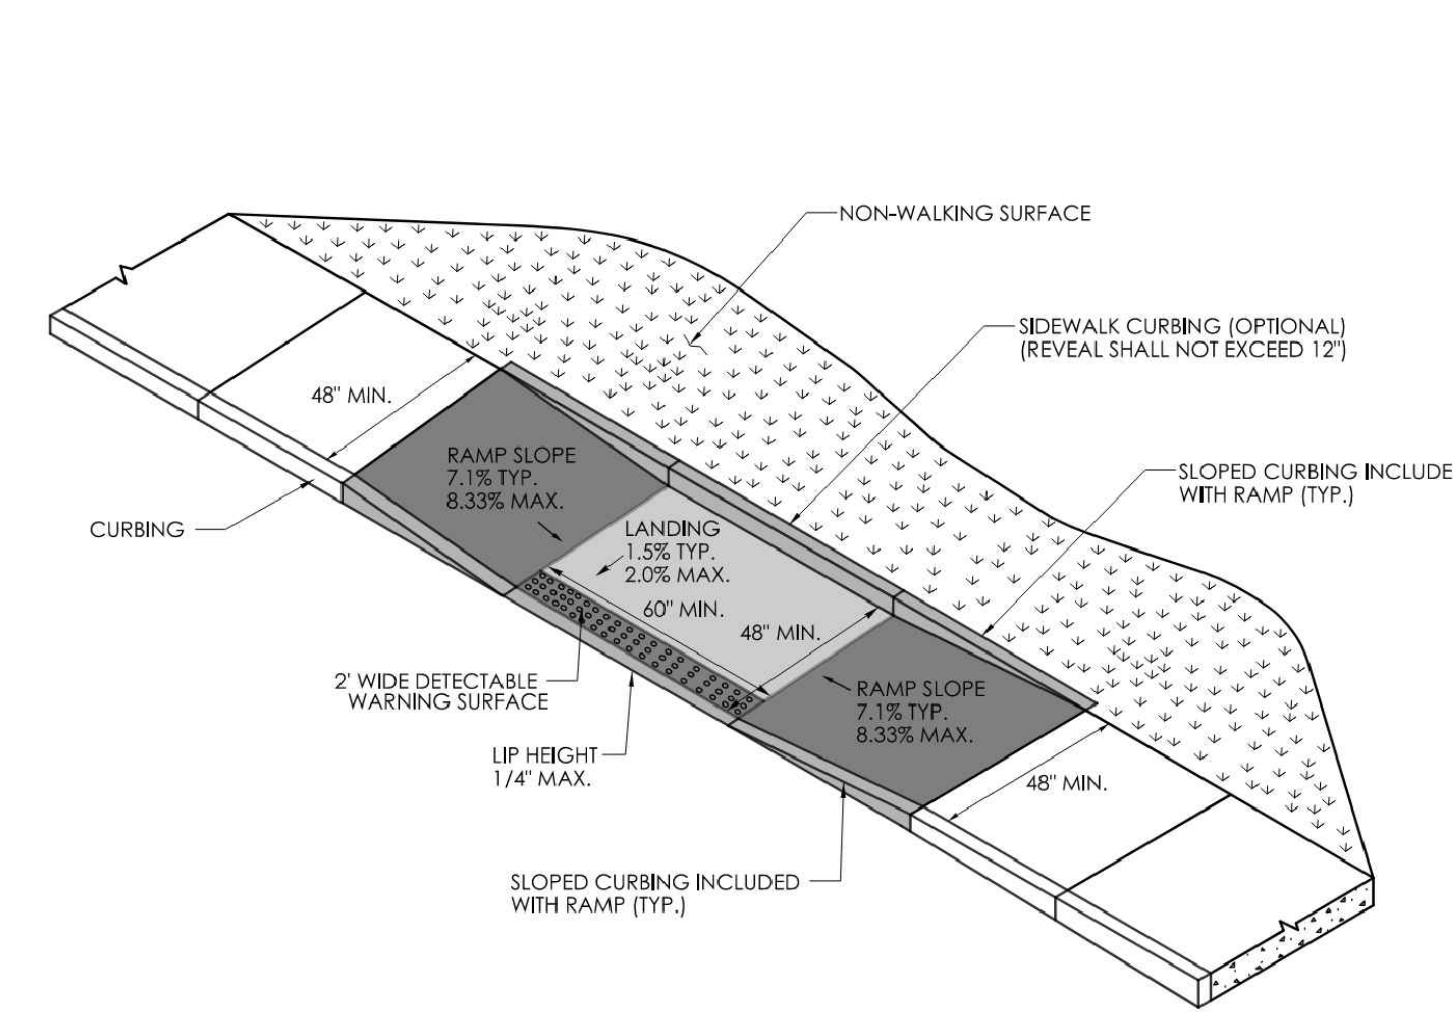 NON-WALKING SURFACE
SIDEWALK CURBING (OPTIONAL)
(REVEAL SHALL NOT EXCEED 12")
48" MIN.
RAMP SLOPE
7.1% TYP.
8.33% MAX.
SLOPED CURBING INCLUDE
WITH RAMP (TYP.)
CURBING
LANDING
1.5% TYP.
2.0% MAX.
60" MIN.
48" MIN.
2' WIDE DETECTABLE
WARNING SURFACE
RAMP SLOPE
7.1% TYP.
8.33% MAX.
LIP HEIGHT
1/4" MAX.
48" MIN.
SLOPED CURBING INCLUDED
WITH RAMP (TYP.)